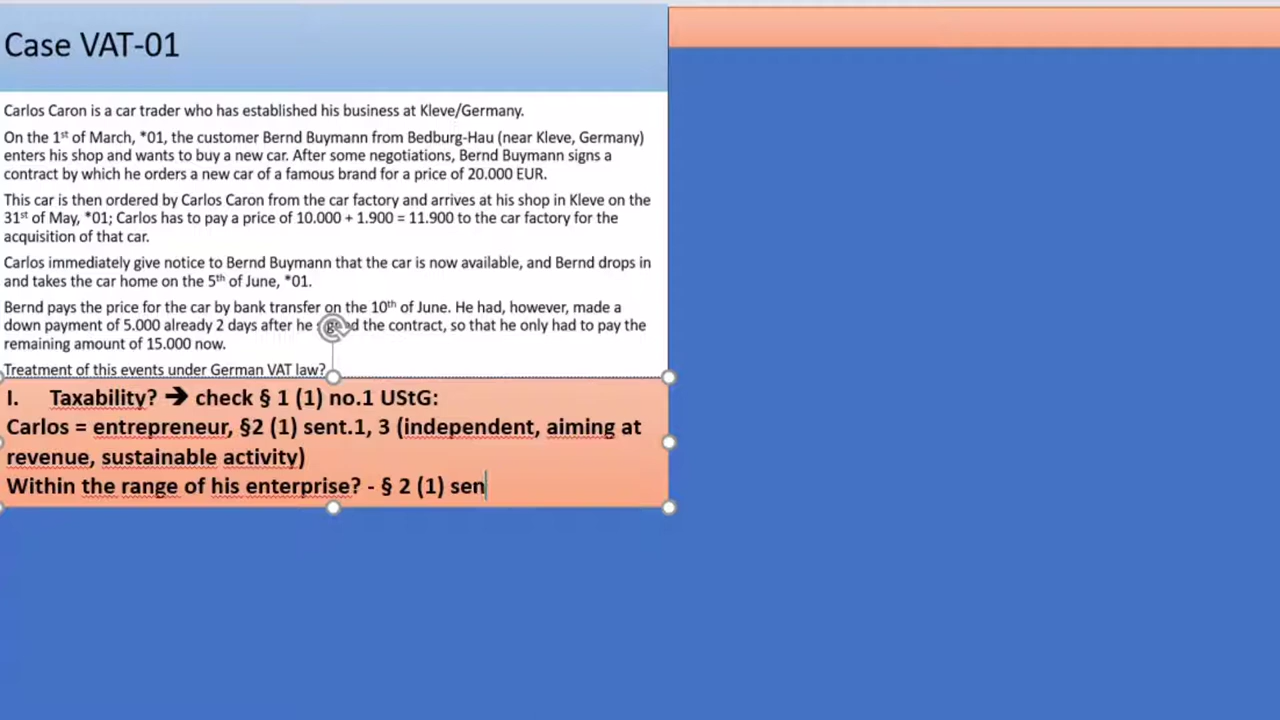 Case VAT-01
Carlos Caron is a car trader who has established his business at Kleve/Germany.
On the 1st of March, *01, the customer Bernd Buymann from Bedburg-Hau (near Kleve, Germany)
enters his shop and wants to buy a new car. After some negotiations, Bernd Buymann signs a
contract by which he orders a new car of a famous brand for a price of 20.000 EUR.
This car is then ordered by Carlos Caron from the car factory and arrives at his shop in Kleve on the
31st of May, *01; Carlos has to pay a price of 10.000 + 1.900 = 11.900 to the car factory for the
acquisition of that car.
Carlos immediately give notice to Bernd Buymann that the car is now available, and Bernd drops in
and takes the car home on the 5th of June, *01.
Bernd pays the price for the car by bank transfer on the 10th of June. He had, however, made a
down payment of 5.000 already 2 days after he the contract, so that he only had to pay the
remaining amount of 15.000 now.
Treatment of this events under German VAT law?
I. Taxability? ➔ check § 1 (1) no.1 UStG:
Carlos = entrepreneur, §2 (1) sent.1, 3 (independent, aiming at
revenue, sustainable activity)
Within the range of his enterprise? - § 2 (1) sen